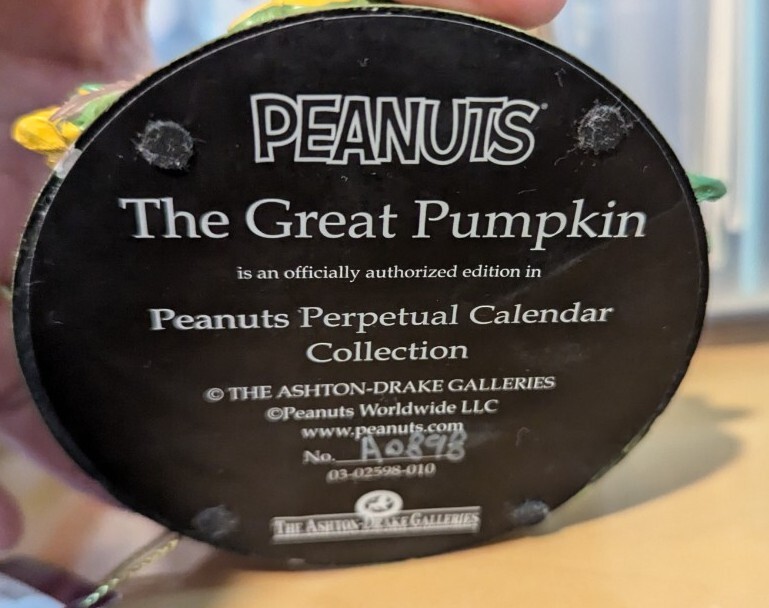 PEANUTS
The Great Pumpkin
is an officially authorized edition in
Peanuts Perpetual Calendar
Collection
© THE ASHTON-DRAKE GALLERIES
©Peanuts Worldwide LLC
www.peanuts.com
No. A0898
03-02598-010
THE ASHTON-DRAKE GALLERIES